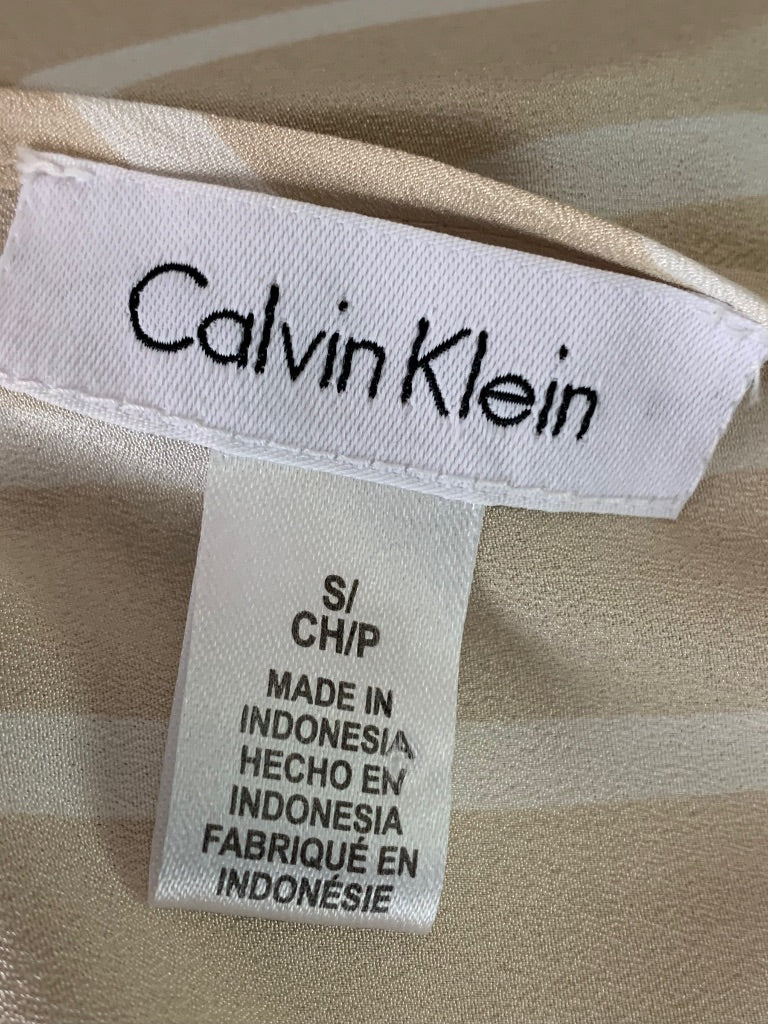 Calvin Klein
S/
CH/P
MADE IN
INDONESIA
HECHO EN
INDONESIA
FABRIQUÉ EN
INDONÉSIE